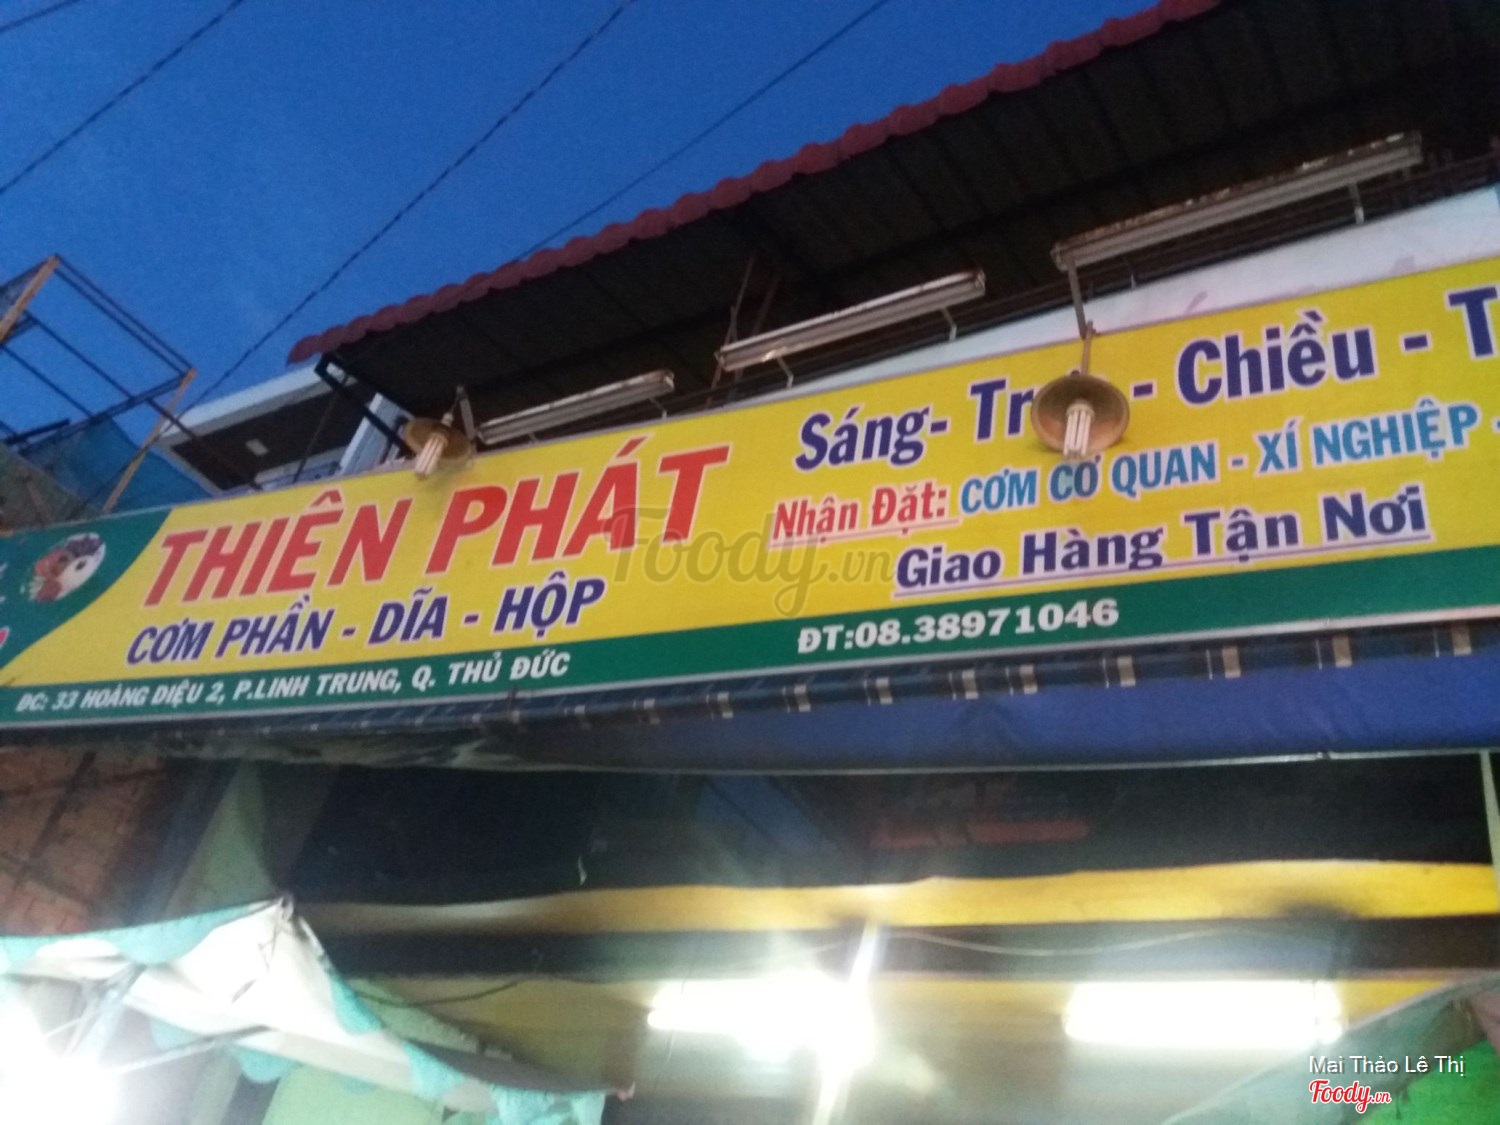 THIÊN PHÁT
CƠM PHẦN - DĨA - HỘP
ĐC: 33 HOÀNG DIỆU 2, P.LINH TRUNG, Q. THỦ ĐỨC
Sáng- - Chiều -
Nhận Đặt: CƠM CƠ QUAN - XÍ NGHIỆP -
Giao Hàng Tận Nơi
ĐT:08.38971046
Foody.vn
Mai Thảo Lê Thị
Foody.vn